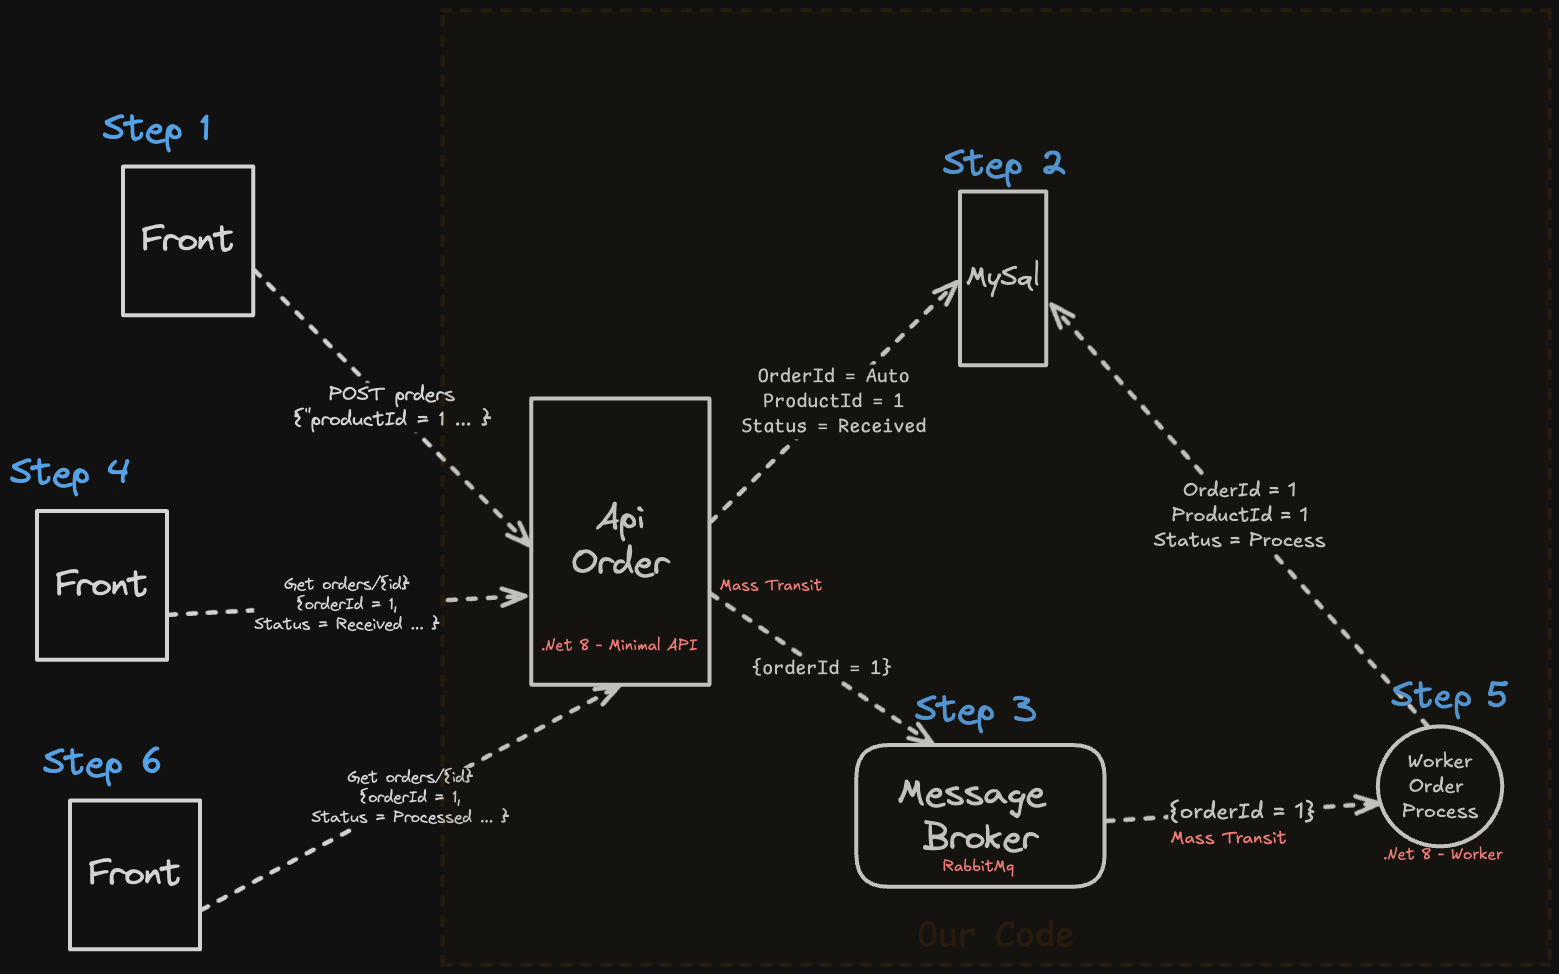 Step 1
Front
POST prders
{"productId = 1 ... }
Step 2
MySql
OrderId = Auto
ProductId = 1
Status = Received
Step 4
Front
Get orders/{id}
{orderId = 1,
Status = Received ... }
Api
Order
.Net 8 - Minimal API
Mass Transit
{orderId = 1}
OrderId = 1
ProductId = 1
Status = Process
Step 3
Message
Broker
RabbitMq
{orderId = 1}
Mass Transit
Step 5
Worker
Order
Process
.Net 8 - Worker
Step 6
Front
Get orders/{id}
{orderId = 1,
Status = Processed ... }
Our Code